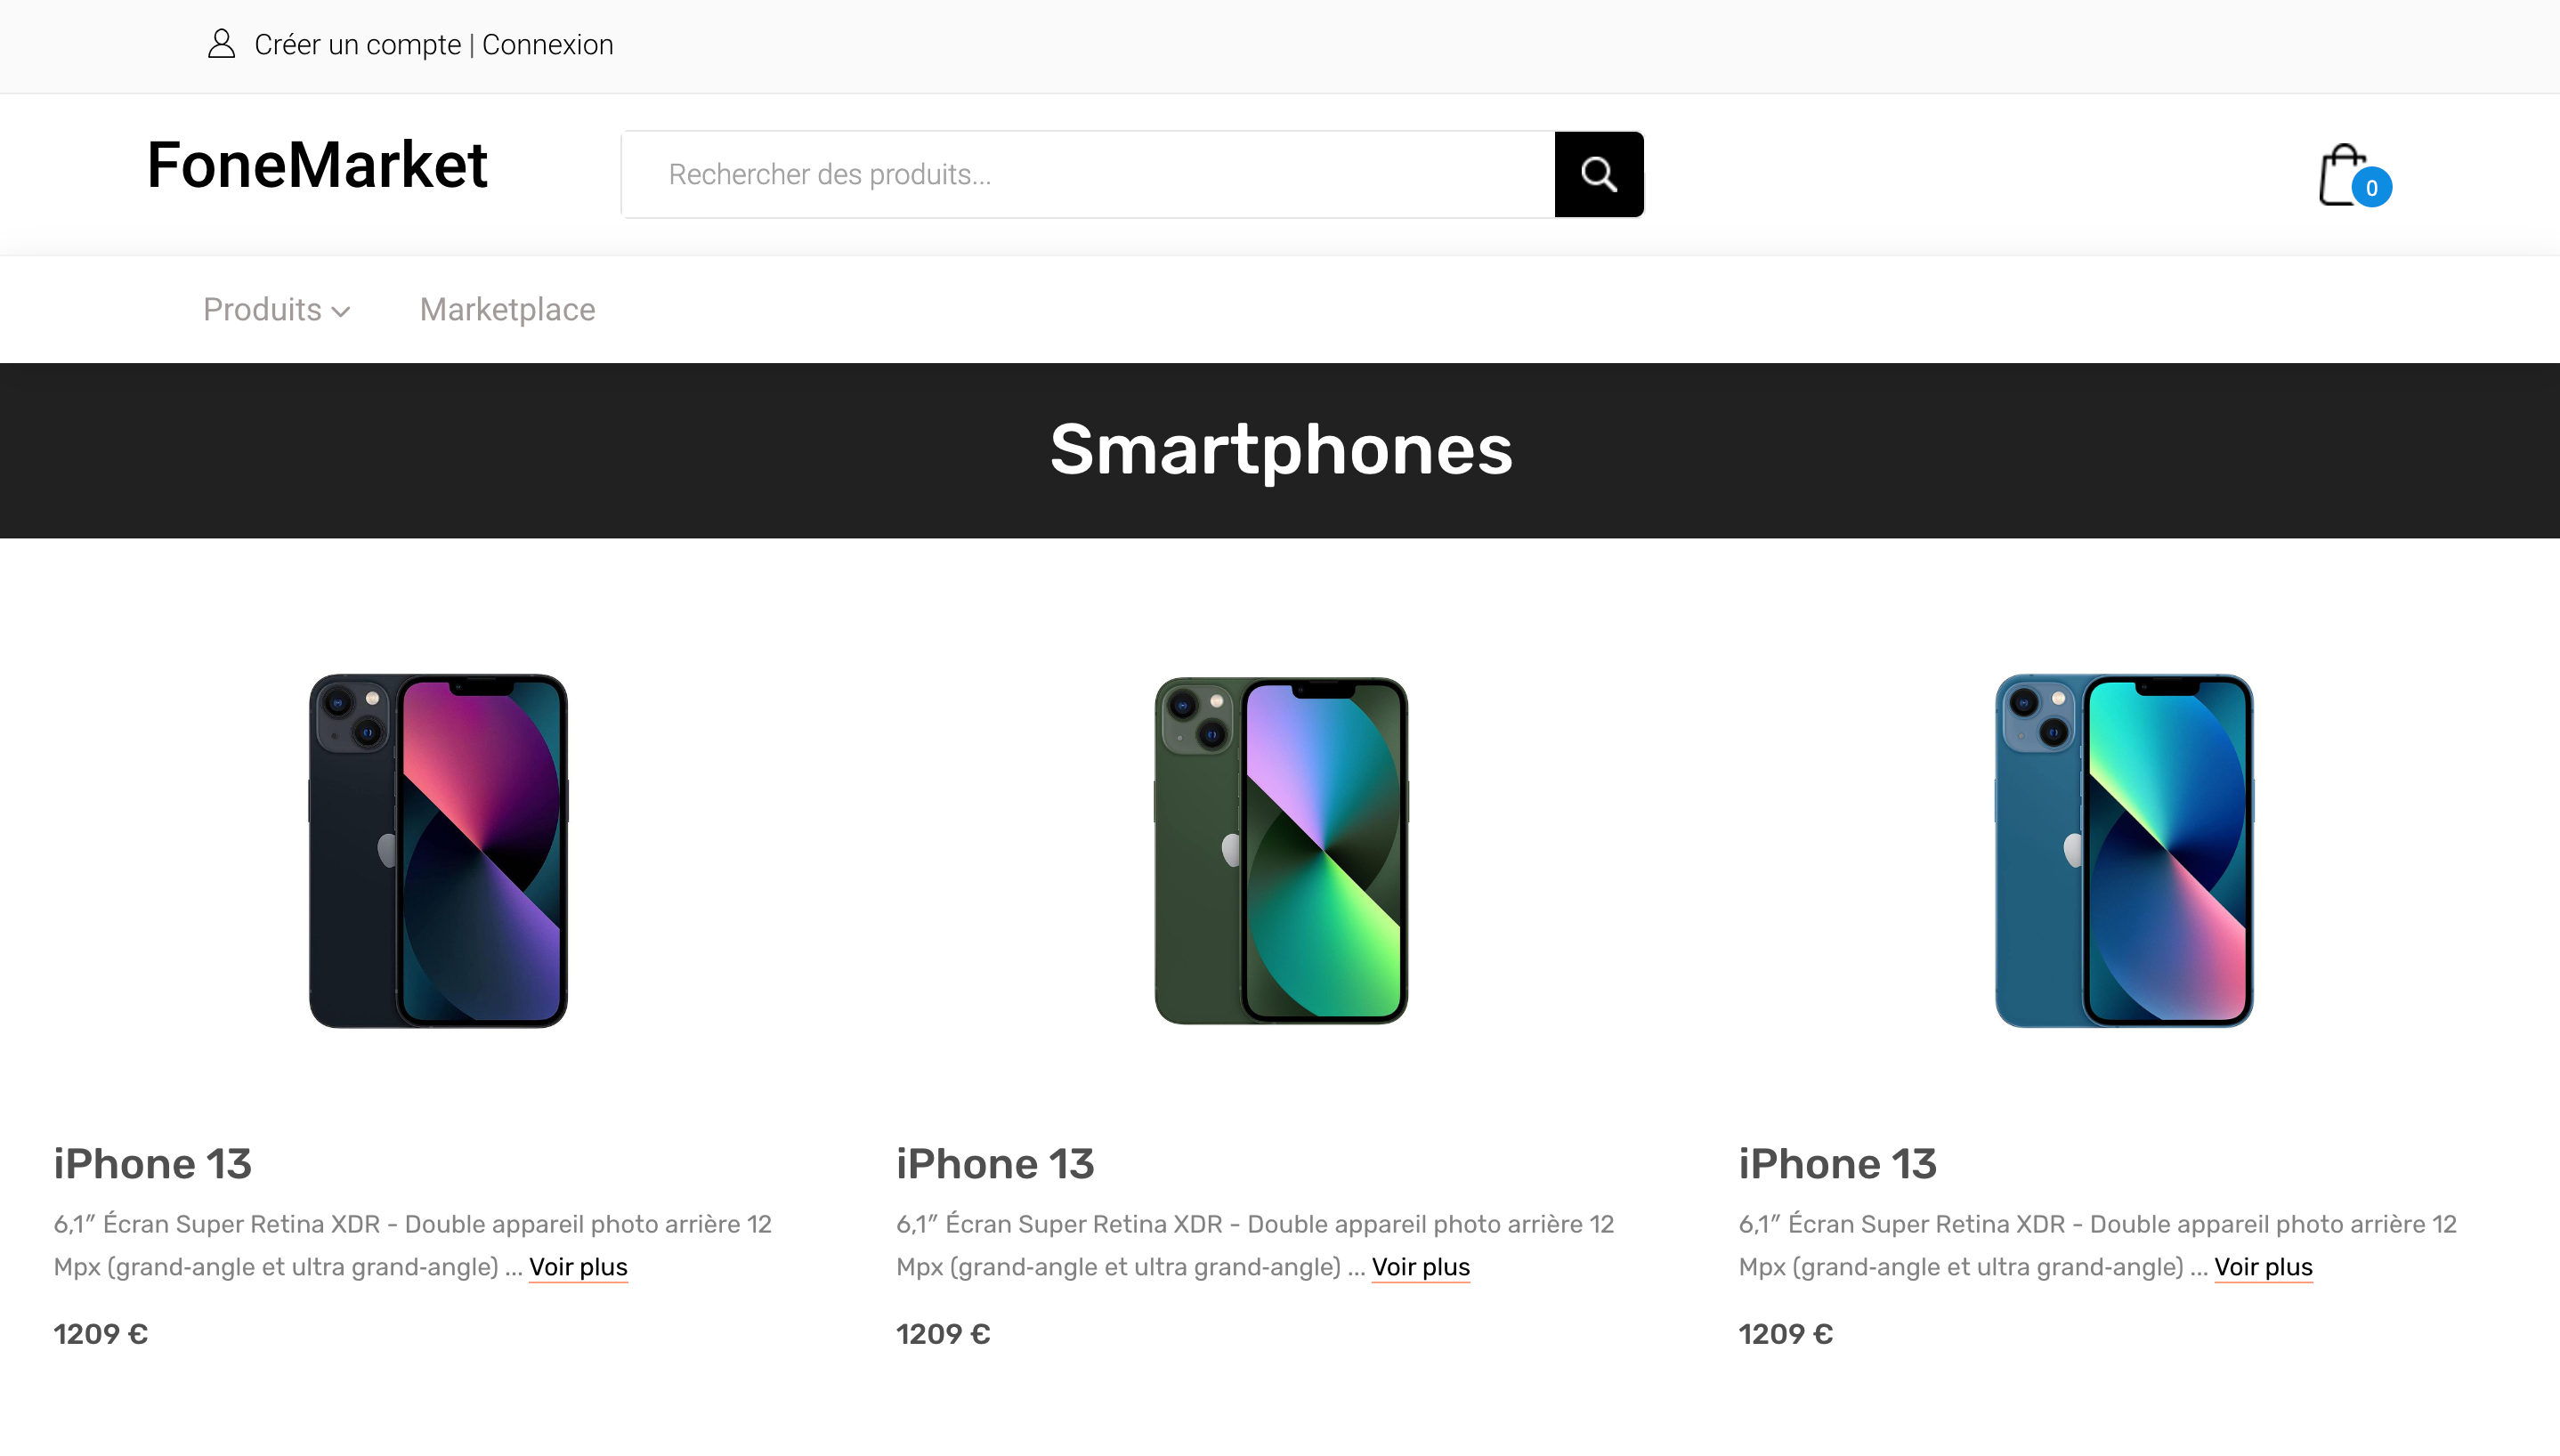 Créer un compte | Connexion
FoneMarket
Rechercher des produits...
0
Produits
Marketplace
Smartphones
iPhone 13
6,1″ Écran Super Retina XDR - Double appareil photo arrière 12
Mpx (grand-angle et ultra grand-angle) ... Voir plus
1209 €
iPhone 13
6,1″ Écran Super Retina XDR - Double appareil photo arrière 12
Mpx (grand-angle et ultra grand-angle) ... Voir plus
1209 €
iPhone 13
6,1″ Écran Super Retina XDR - Double appareil photo arrière 12
Mpx (grand-angle et ultra grand-angle) ... Voir plus
1209 €